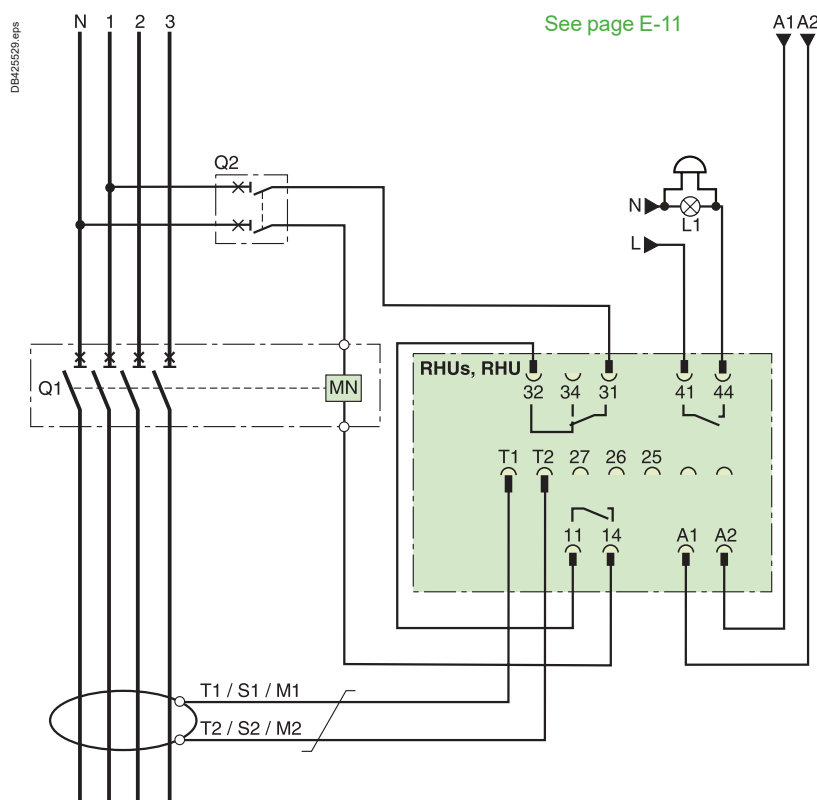 DB425529.eps
N 1 2 3
See page E-11
A1 A2
Q2
N
L1
L
Q1
MN
RHUs, RHU
32 34 31 41 44
T1 T2 27 26 25
11 14 A1 A2
T1 / S1 / M1
T2 / S2 / M2